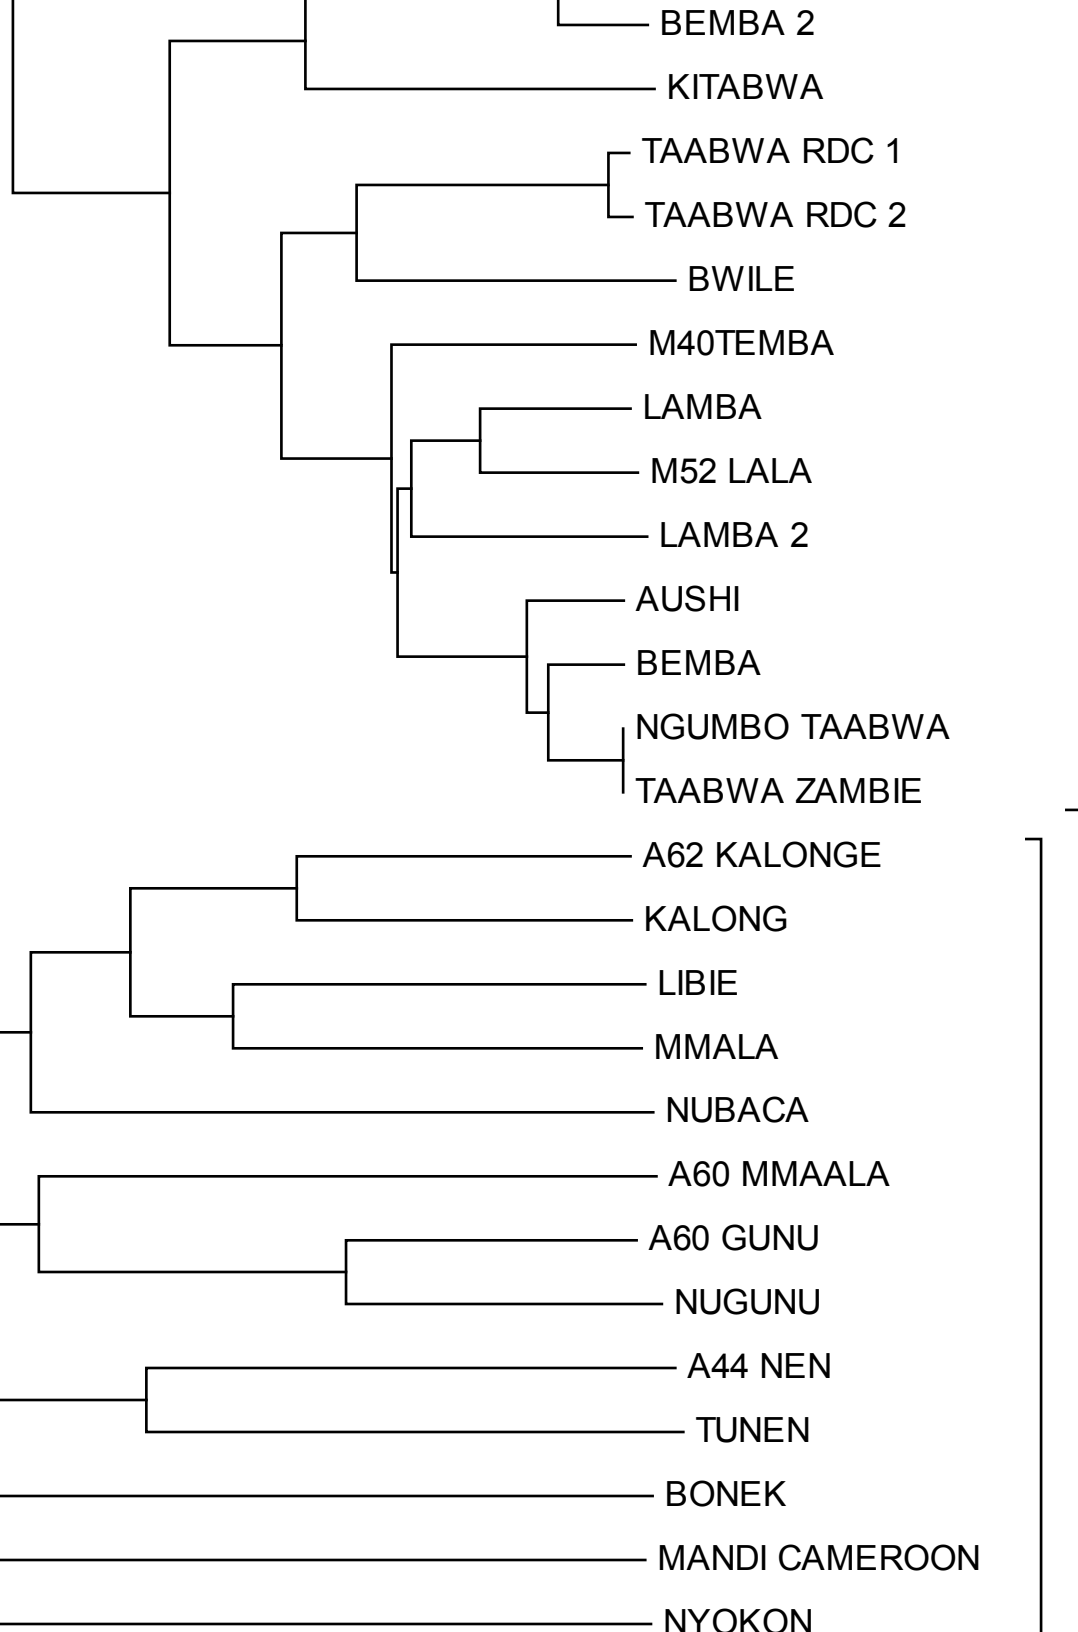 BEMBA 2
KITABWA
TAABWA RDC 1
TAABWA RDC 2
BWILE
M40TEMBA
LAMBA
M52 LALA
LAMBA 2
AUSHI
BEMBA
NGUMBO TAABWA
TAABWA ZAMBIE
A62 KALONGE
KALONG
LIBIE
MMALA
NUBACA
A60 MMAALA
A60 GUNU
NUGUNU
A44 NEN
TUNEN
BONEK
MANDI CAMEROON
NYOKON